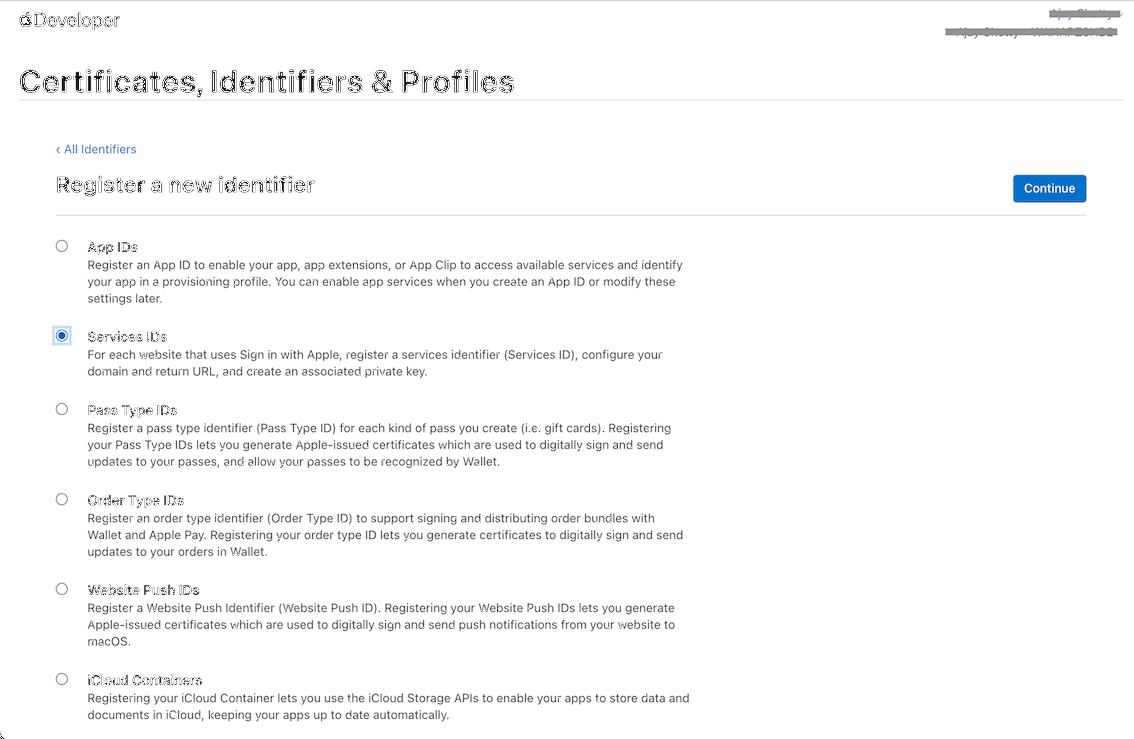 Developer
Certificates, Identifiers & Profiles
‹ All Identifiers
Register a new identifier
Continue
App IDs
Register an App ID to enable your app, app extensions, or App Clip to access available services and identify
your app in a provisioning profile. You can enable app services when you create an App ID or modify these
settings later.
Services IDs
For each website that uses Sign in with Apple, register a services identifier (Services ID), configure your
domain and return URL, and create an associated private key.
Pass Type IDs
Register a pass type identifier (Pass Type ID) for each kind of pass you create (i.e. gift cards). Registering
your Pass Type IDs lets you generate Apple-issued certificates which are used to digitally sign and send
updates to your passes, and allow your passes to be recognized by Wallet.
Order Type IDs
Register an order type identifier (Order Type ID) to support signing and distributing order bundles with
Wallet and Apple Pay. Registering your order type ID lets you generate certificates to digitally sign and send
updates to your orders in Wallet.
Website Push IDs
Register a Website Push Identifier (Website Push ID). Registering your Website Push IDs lets you generate
Apple-issued certificates which are used to digitally sign and send push notifications from your website to
macOS.
iCloud Containers
Registering your iCloud Container lets you use the iCloud Storage APIs to enable your apps to store data and
documents in iCloud, keeping your apps up to date automatically.